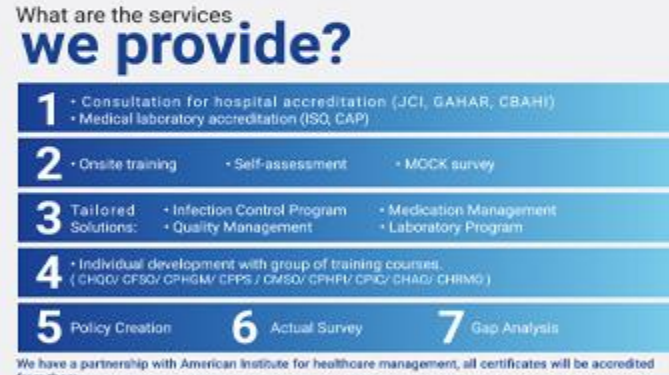 What are the services
we provide?
1 • Consultation for hospital accreditation (JCI, GAHAR, CBAHI)
• Medical laboratory accreditation (ISO, CAP)
2 • Onsite training • Self-assessment • MOCK survey
3 Tailored • Infection Control Program • Medication Management
Solutions: • Quality Management • Laboratory Program
4 • Individual development with group of training courses.
( CHQO/ CFSO/ CPHGM/ CPPS / CMSO/ CPHPI/ CPIC/ CHAO/ CHRMO )
5 Policy Creation 6 Actual Survey 7 Gap Analysis
We have a partnership with American Institute for healthcare management, all certificates will be accredited